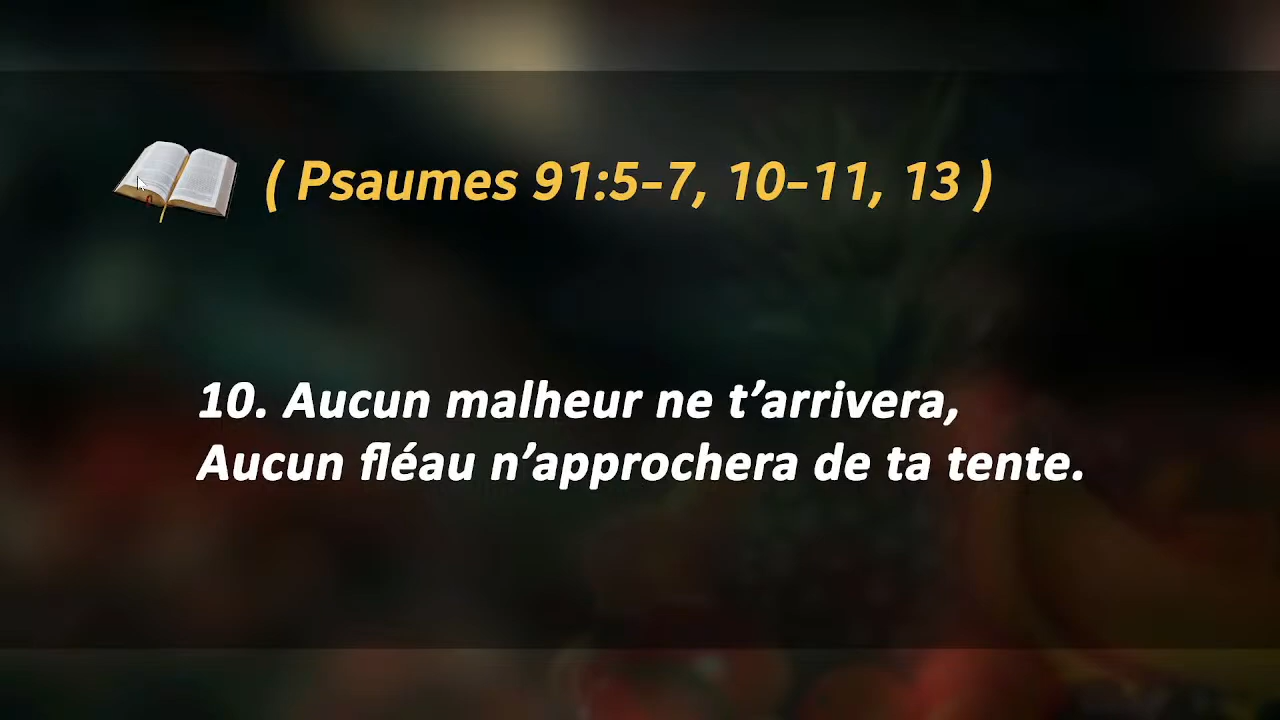 ( Psaumes 91:5-7, 10-11, 13 )
10. Aucun malheur ne t’arrivera,
Aucun fléau n’approchera de ta tente.